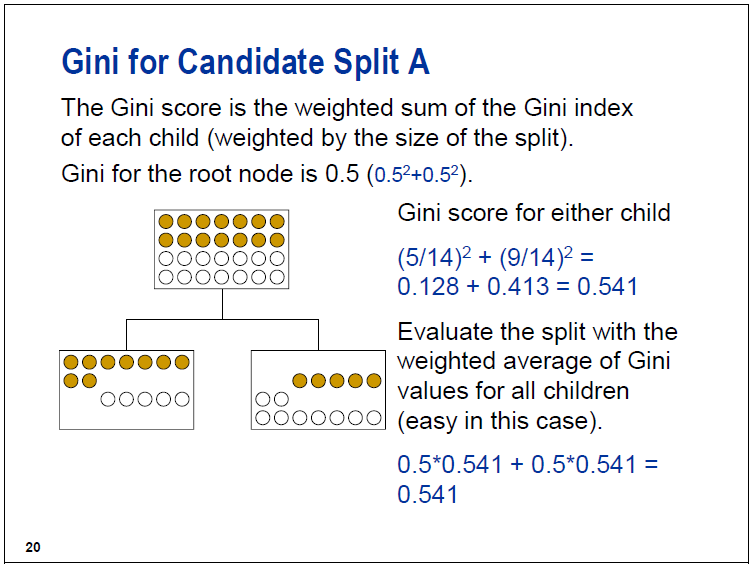 Gini for Candidate Split A
The Gini score is the weighted sum of the Gini index
of each child (weighted by the size of the split).
Gini for the root node is 0.5 (0.5²+0.5²).
Gini score for either child
(5/14)² + (9/14)² =
0.128 + 0.413 = 0.541
Evaluate the split with the
weighted average of Gini
values for all children
(easy in this case).
0.5*0.541 + 0.5*0.541 =
0.541
20